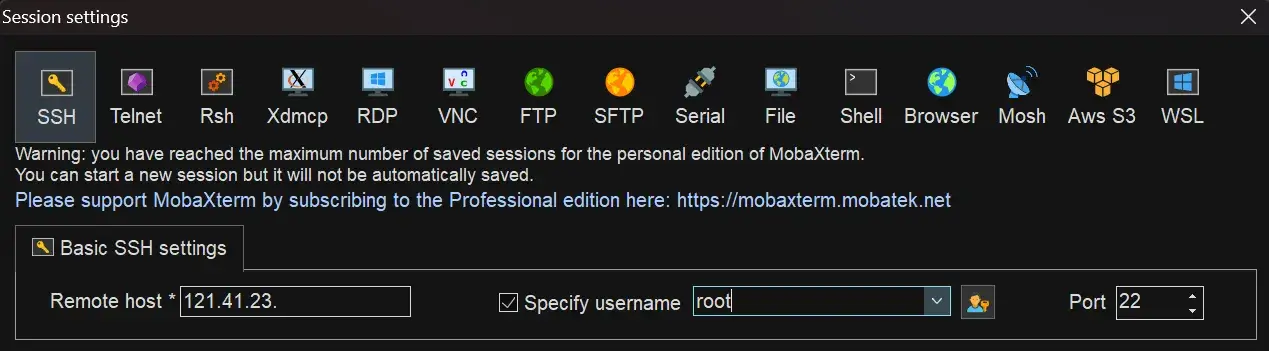 Session settings
SSH Telnet Rsh Xdmcp RDP VNC FTP SFTP Serial File Shell Browser Mosh Aws S3 WSL
Warning: you have reached the maximum number of saved sessions for the personal edition of MobaXterm.
You can start a new session but it will not be automatically saved.
Please support MobaXterm by subscribing to the Professional edition here: https://mobaxterm.mobatek.net
Basic SSH settings
Remote host * 121.41.23. Specify username root Port 22